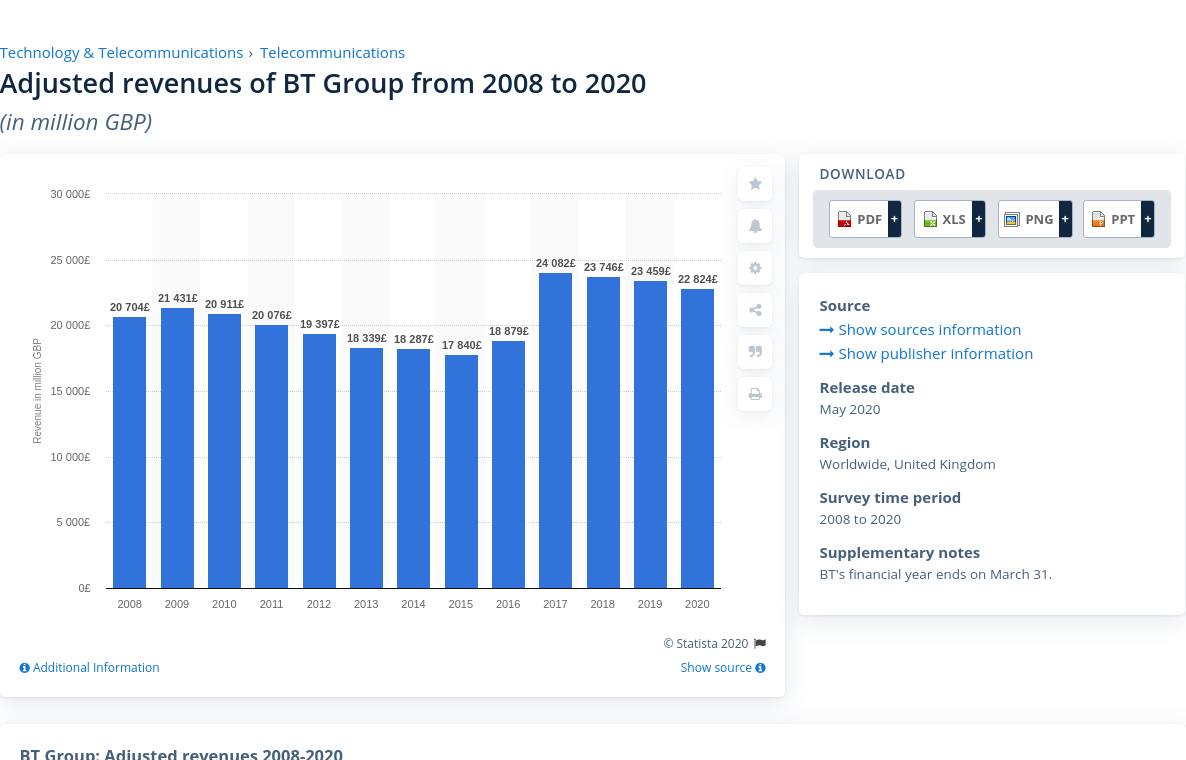 Technology & Telecommunications › Telecommunications
Adjusted revenues of BT Group from 2008 to 2020
(in million GBP)
30 000£
25 000£
20 000£
15 000£
10 000£
5 000£
0£
Revenue in million GBP
20 704£
21 431£
20 911£
20 076£
19 397£
18 339£
18 287£
17 840£
18 879£
24 082£
23 746£
23 459£
22 824£
2008 2009 2010 2011 2012 2013 2014 2015 2016 2017 2018 2019 2020
© Statista 2020
Additional Information
Show source
DOWNLOAD
PDF + XLS + PNG + PPT +
Source
Show sources information
Show publisher information
Release date
May 2020
Region
Worldwide, United Kingdom
Survey time period
2008 to 2020
Supplementary notes
BT's financial year ends on March 31.
BT Group: Adjusted revenues 2008-2020